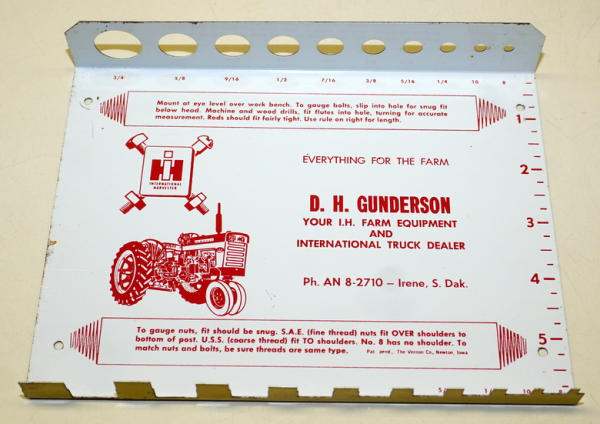 3/4 5/8 9/16 1/2 7/16 3/8 5/16 1/4 10 8
Mount at eye level over work bench. To gauge bolts, slip into hole for snug fit
below head. Machine and wood drills, fit flutes into hole, turning for accurate
measurement. Rods should fit fairly tight. Use rule on right for length.
1
IH
INTERNATIONAL
HARVESTER
EVERYTHING FOR THE FARM
2
D. H. GUNDERSON
YOUR I.H. FARM EQUIPMENT
AND
INTERNATIONAL TRUCK DEALER
3
Ph. AN 8-2710 – Irene, S. Dak.
4
To gauge nuts, fit should be snug. S.A.E. (fine thread) nuts fit OVER shoulders to
bottom of post. U.S.S. (coarse thread) fit TO shoulders. No. 8 has no shoulder. To
match nuts and bolts, be sure threads are same type.
Pat. pend., The Vernon Co., Newton, Iowa
5
10 8